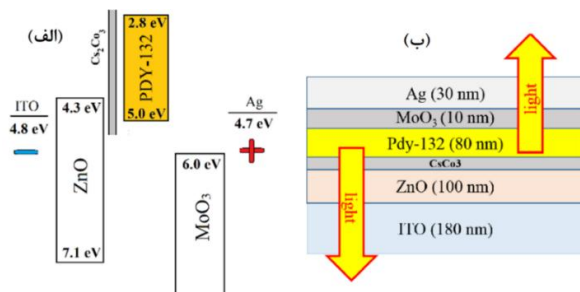 (الف)
2.8 eV
Cs₂Co₃
PDY-132
5.0 eV
ITO
4.8 eV
4.3 eV
ZnO
7.1 eV
Ag
4.7 eV
6.0 eV
MoO₃
(ب)
light
Ag (30 nm)
MoO₃ (10 nm)
Pdy-132 (80 nm)
CsCo3
ZnO (100 nm)
ITO (180 nm)
light